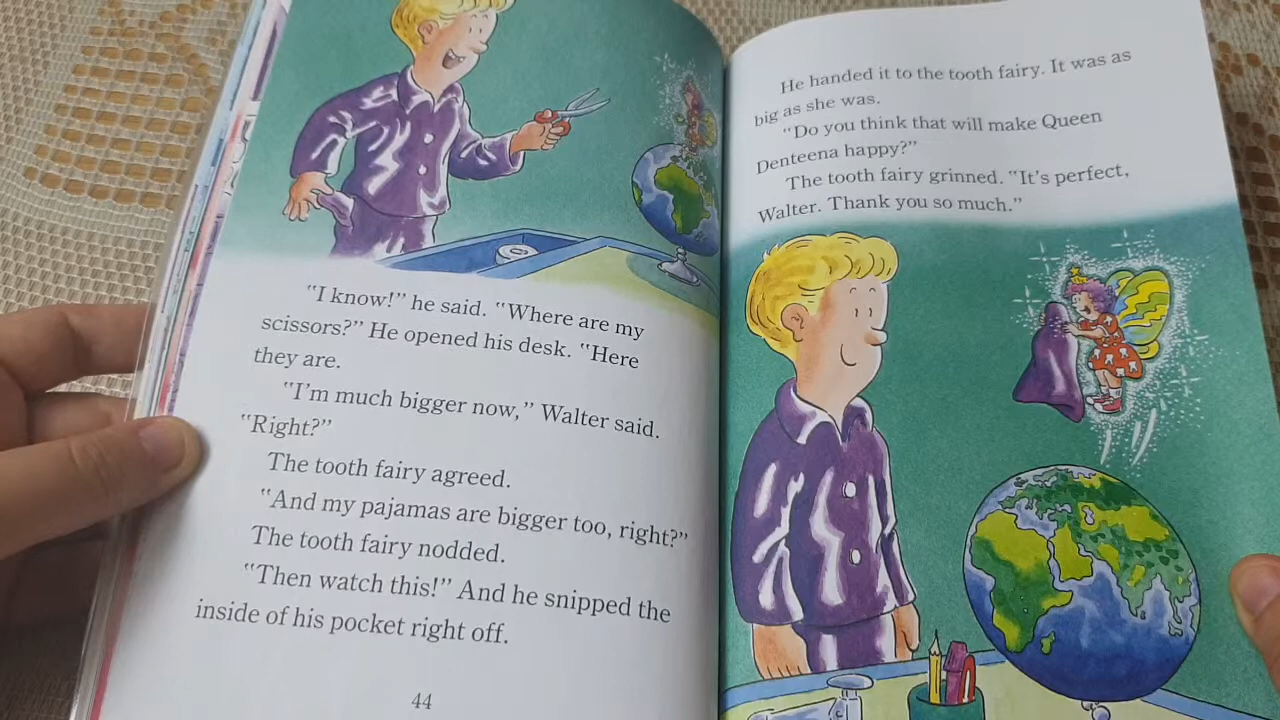 "I know!" he said. "Where are my
scissors?" He opened his desk. "Here
they are.
"I'm much bigger now," Walter said.
"Right?"
The tooth fairy agreed.
"And my pajamas are bigger too, right?"
The tooth fairy nodded.
"Then watch this!" And he snipped the
inside of his pocket right off.
44
He handed it to the tooth fairy. It was as
big as she was.
"Do you think that will make Queen
Denteena happy?"
The tooth fairy grinned. "It's perfect,
Walter. Thank you so much."